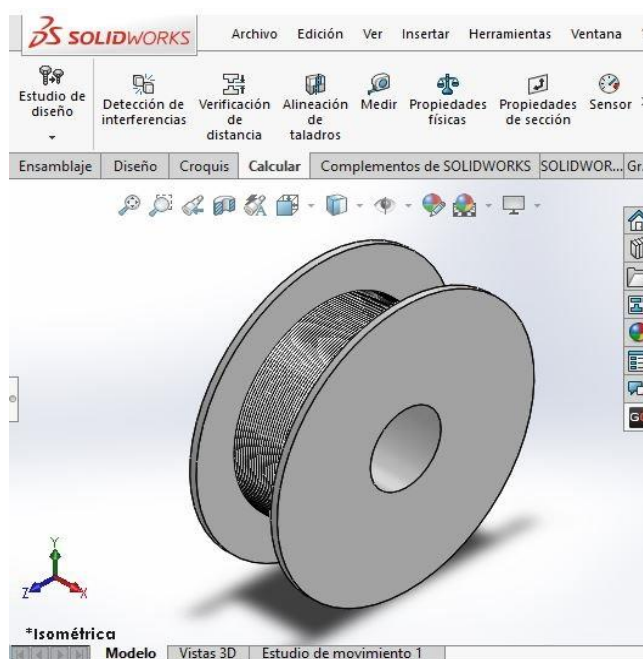 SOLIDWORKS
Archivo Edición Ver Insertar Herramientas Ventana
Estudio de diseño
Detección de interferencias
Verificación de distancia
Alineación de taladros
Medir
Propiedades físicas
Propiedades de sección
Sensor
Ensamblaje Diseño Croquis Calcular Complementos de SOLIDWORKS SOLIDWOR... Gr
Y
Z
X
*Isométrica
Modelo Vistas 3D Estudio de movimiento 1